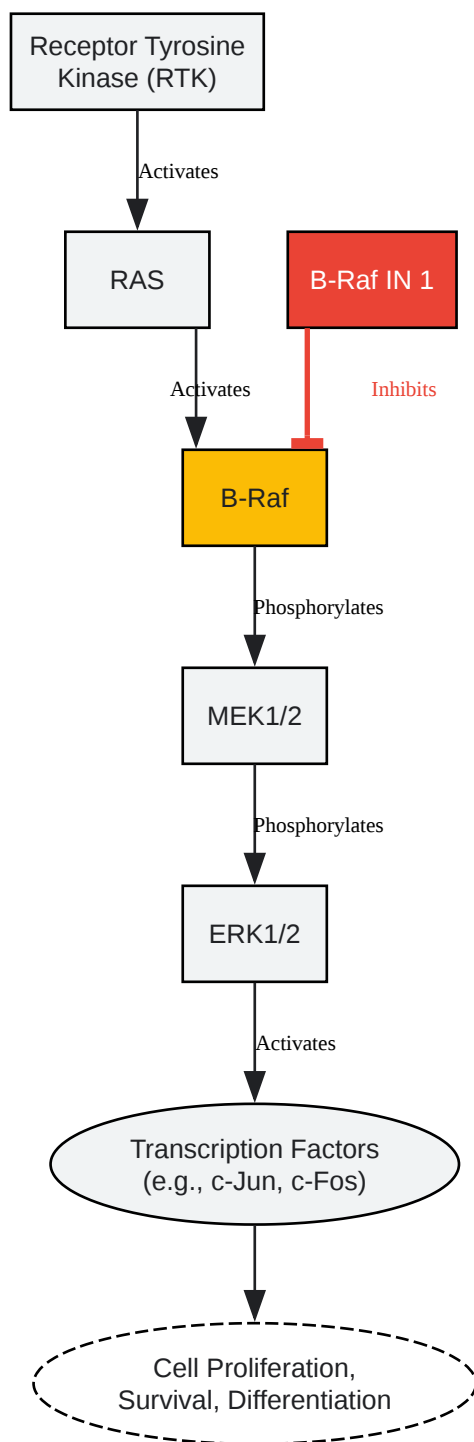 Receptor Tyrosine
Kinase (RTK)
Activates
RAS
B-Raf IN 1
Activates
Inhibits
B-Raf
Phosphorylates
MEK1/2
Phosphorylates
ERK1/2
Activates
Transcription Factors
(e.g., c-Jun, c-Fos)
Cell Proliferation,
Survival, Differentiation